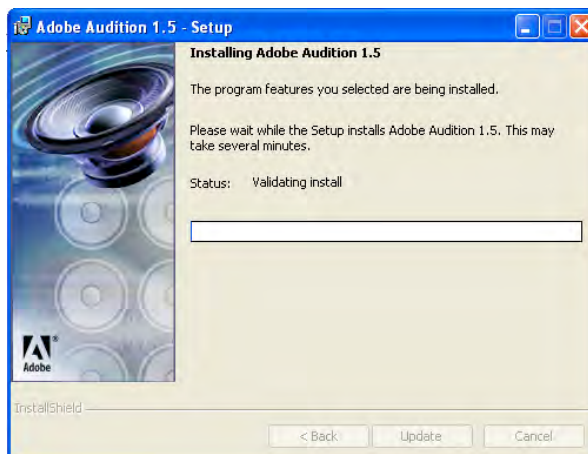 Adobe Audition 1.5 - Setup
Installing Adobe Audition 1.5
The program features you selected are being installed.
Please wait while the Setup installs Adobe Audition 1.5. This may
take several minutes.
Status: Validating install
Adobe
InstallShield
< Back Update Cancel